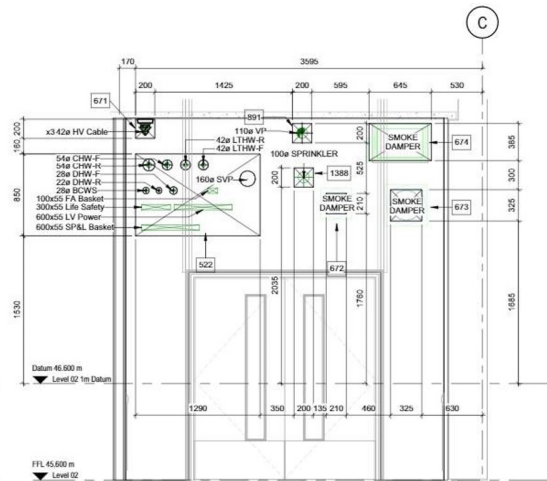 C
170
3595
200
1425
200
595
645
530
671
891
200
x3 42ø HV Cable
110ø VP
42ø LTHW-R
42ø LTHW-F
200
SMOKE
DAMPER
674
385
160
54ø CHW-F
54ø CHW-R
28ø DHW-F
22ø DHW-R
28ø BCWS
100x55 FA Basket
300x55 Life Safety
600x55 LV Power
600x55 SP&L Basket
160ø SVP
100ø SPRINKLER
1388
200
525
300
850
SMOKE
DAMPER
210
SMOKE
DAMPER
673
325
522
672
1530
2035
1760
1685
Datum 46.600 m
Level 02 1m Datum
1290
350
200
135
210
460
325
630
FFL 45.600 m
Level 02